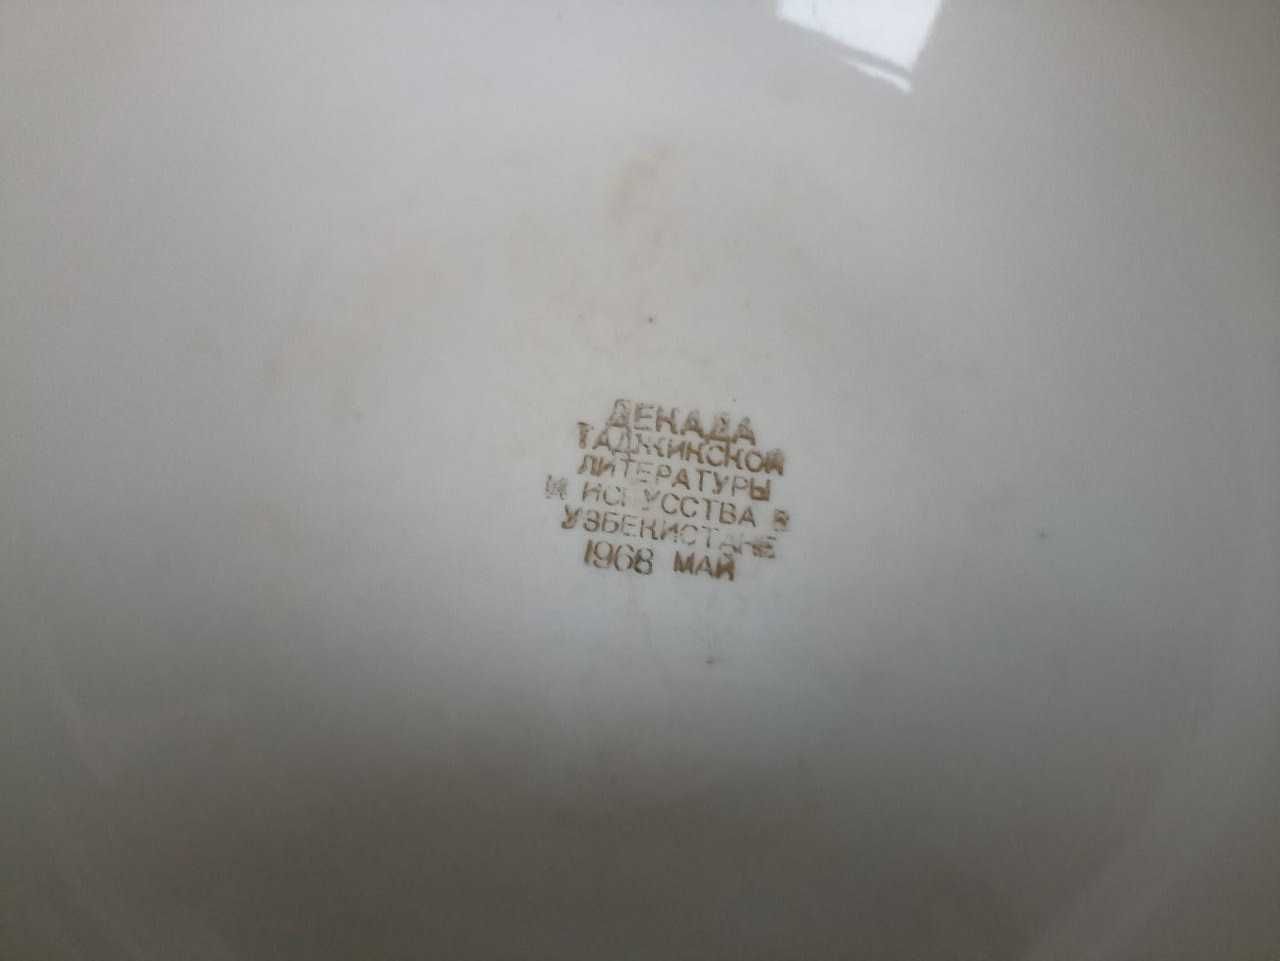 ДЕКАДА
ТАДЖИКСКОЙ
ЛИТЕРАТУРЫ
И ИСКУССТВА В
УЗБЕКИСТАНЕ
1968 МАЙ